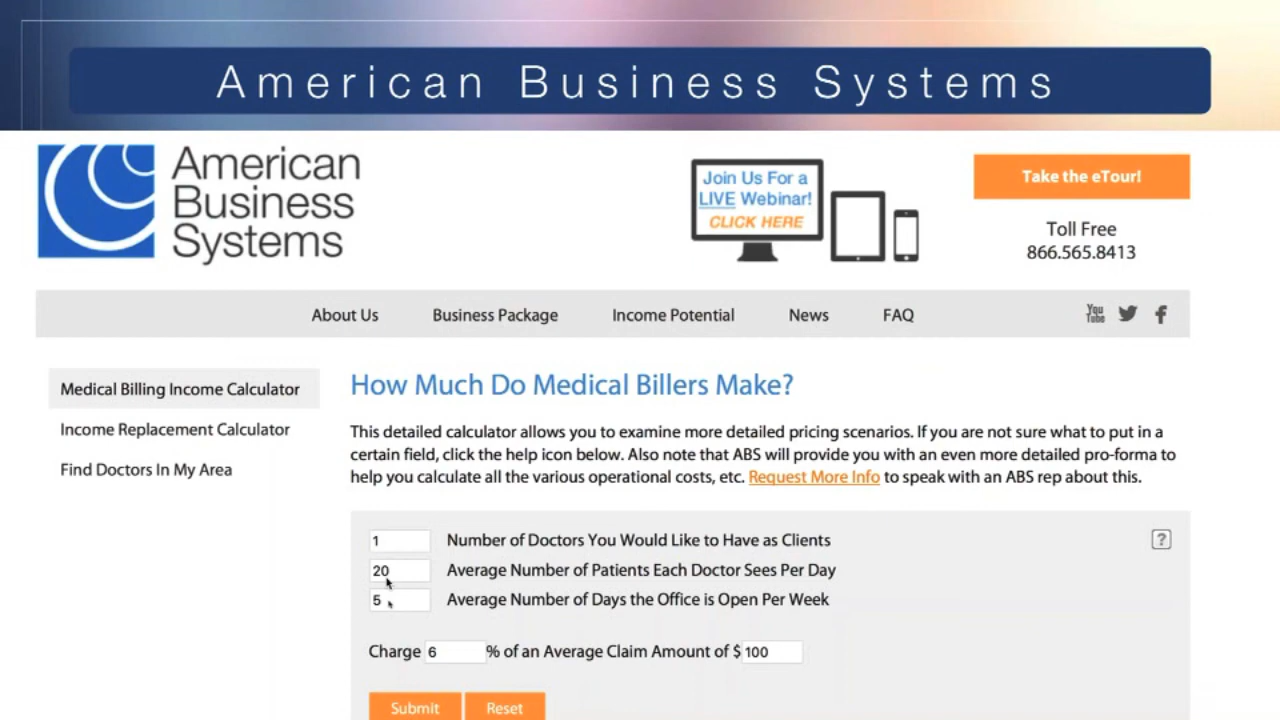 American Business Systems
American
Business
Systems
Join Us For a
LIVE Webinar!
CLICK HERE
Take the eTour!
Toll Free
866.565.8413
About Us Business Package Income Potential News FAQ You Tube
Medical Billing Income Calculator
Income Replacement Calculator
Find Doctors In My Area
How Much Do Medical Billers Make?
This detailed calculator allows you to examine more detailed pricing scenarios. If you are not sure what to put in a
certain field, click the help icon below. Also note that ABS will provide you with an even more detailed pro-forma to
help you calculate all the various operational costs, etc. Request More Info to speak with an ABS rep about this.
1 Number of Doctors You Would Like to Have as Clients ?
20 Average Number of Patients Each Doctor Sees Per Day
5 Average Number of Days the Office is Open Per Week
Charge 6 % of an Average Claim Amount of $ 100
Submit Reset